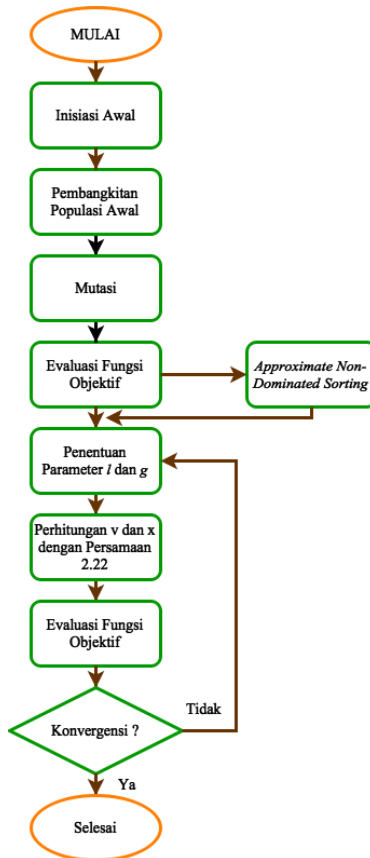 MULAI
Inisiasi Awal
Pembangkitan
Populasi Awal
Mutasi
Evaluasi Fungsi
Objektif
Approximate Non-
Dominated Sorting
Penentuan
Parameter l dan g
Perhitungan v dan x
dengan Persamaan
2.22
Evaluasi Fungsi
Objektif
Konvergensi ?
Tidak
Ya
Selesai